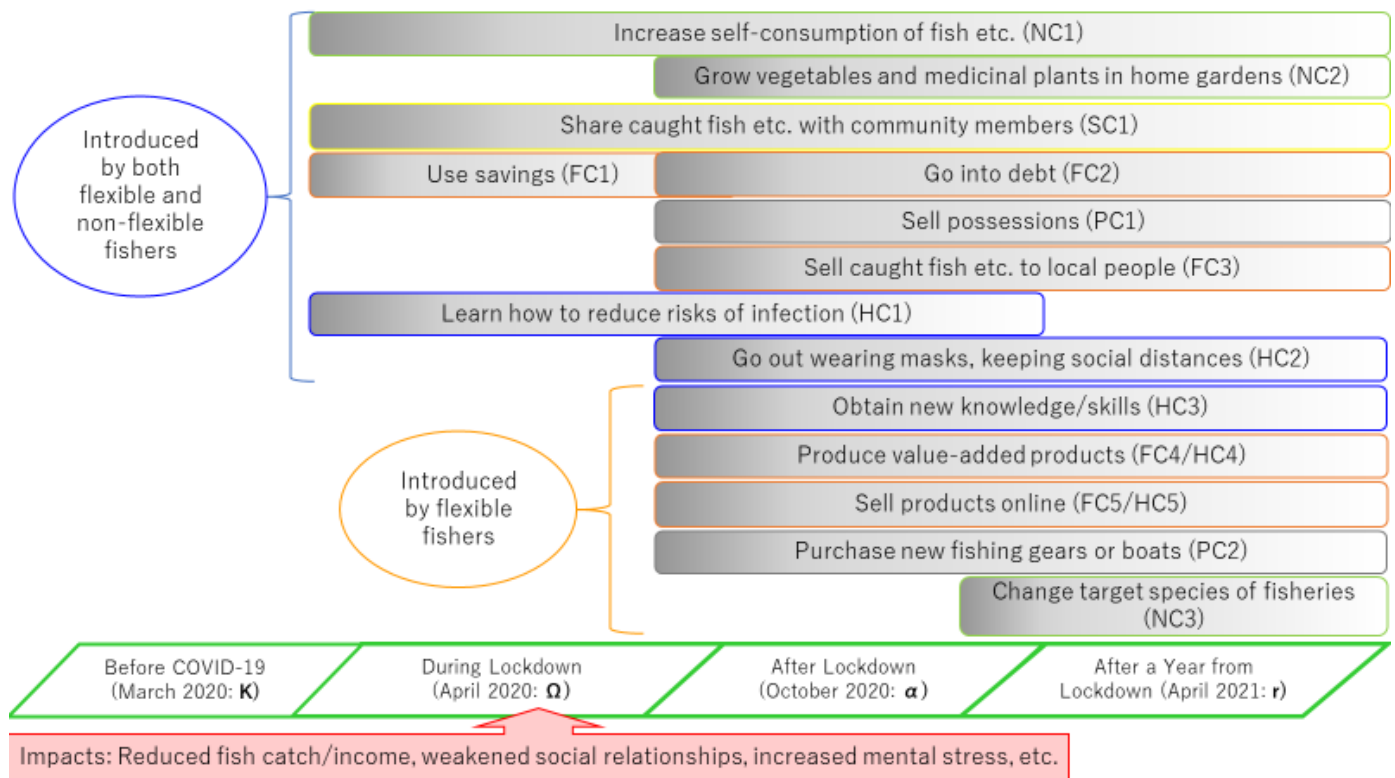 Increase self-consumption of fish etc. (NC1)
Grow vegetables and medicinal plants in home gardens (NC2)
Introduced
by both
flexible and
non-flexible
fishers
Share caught fish etc. with community members (SC1)
Use savings (FC1)
Go into debt (FC2)
Sell possessions (PC1)
Sell caught fish etc. to local people (FC3)
Learn how to reduce risks of infection (HC1)
Go out wearing masks, keeping social distances (HC2)
Obtain new knowledge/skills (HC3)
Introduced
by flexible
fishers
Produce value-added products (FC4/HC4)
Sell products online (FC5/HC5)
Purchase new fishing gears or boats (PC2)
Change target species of fisheries
(NC3)
Before COVID-19
(March 2020: K)
During Lockdown
(April 2020: Ω)
After Lockdown
(October 2020: α)
After a Year from
Lockdown (April 2021: r)
Impacts: Reduced fish catch/income, weakened social relationships, increased mental stress, etc.